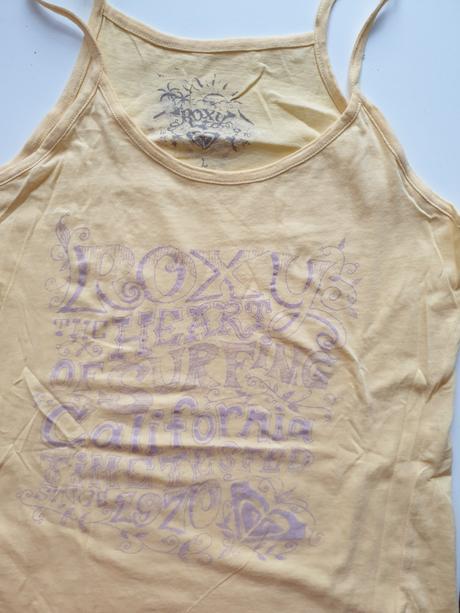 Roxy
L
ROXY
THE HEART
OF SURFING
California
TIME TESTED
SINCE 1970